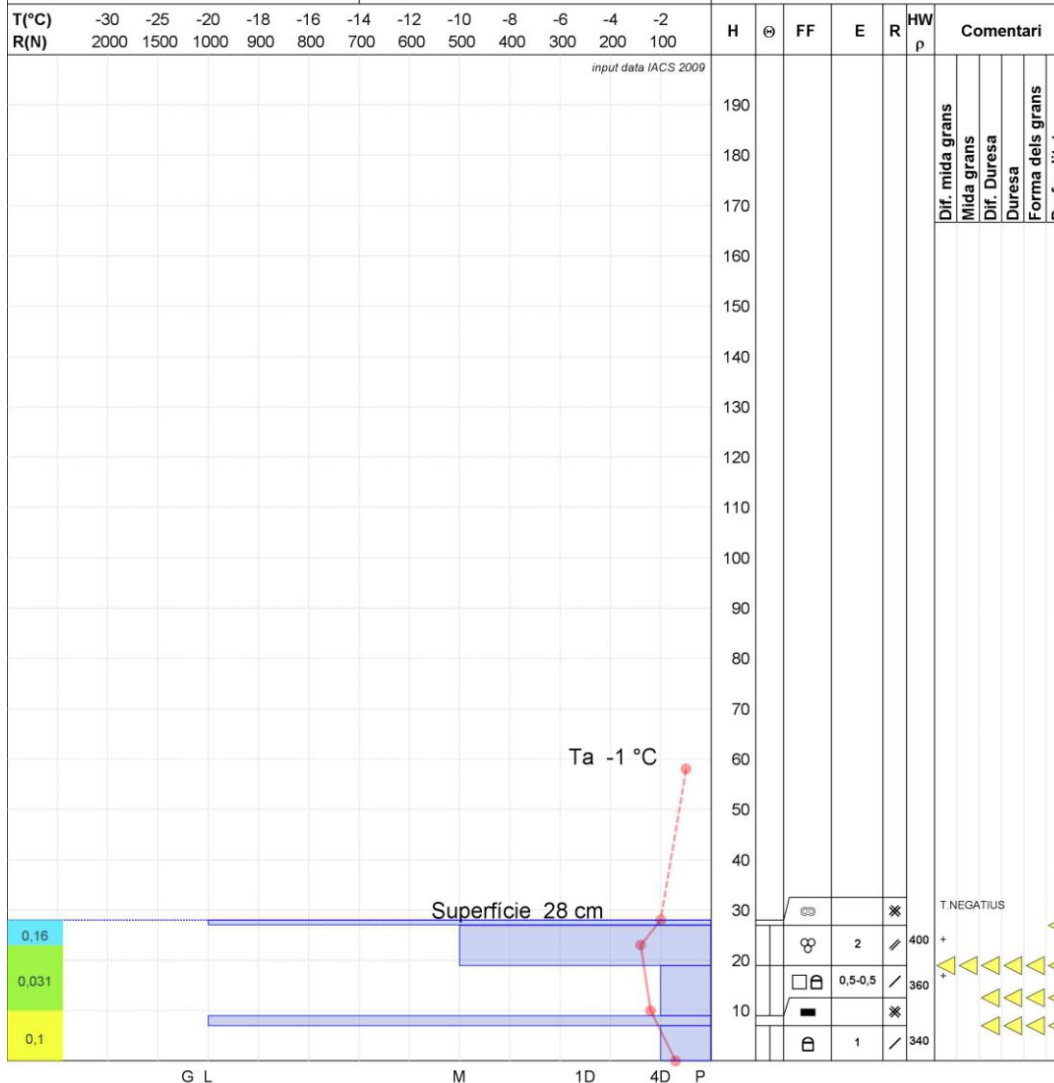 T(°C) -30 -25 -20 -18 -16 -14 -12 -10 -8 -6 -4 -2 H Θ FF E R HW ρ Comentari
R(N) 2000 1500 1000 900 800 700 600 500 400 300 200 100
input data IACS 2009
Dif. mida grans
Mida grans
Dif. Duresa
Duresa
Forma dels grans
190
180
170
160
150
140
130
120
110
100
90
80
70
Ta -1 °C 60
50
40
Superfície 28 cm 30 T.NEGATIUS
0,16 2 400 +
20
0,031 0,5-0,5 360 +
10
0,1 1 340
G L M 1D 4D P